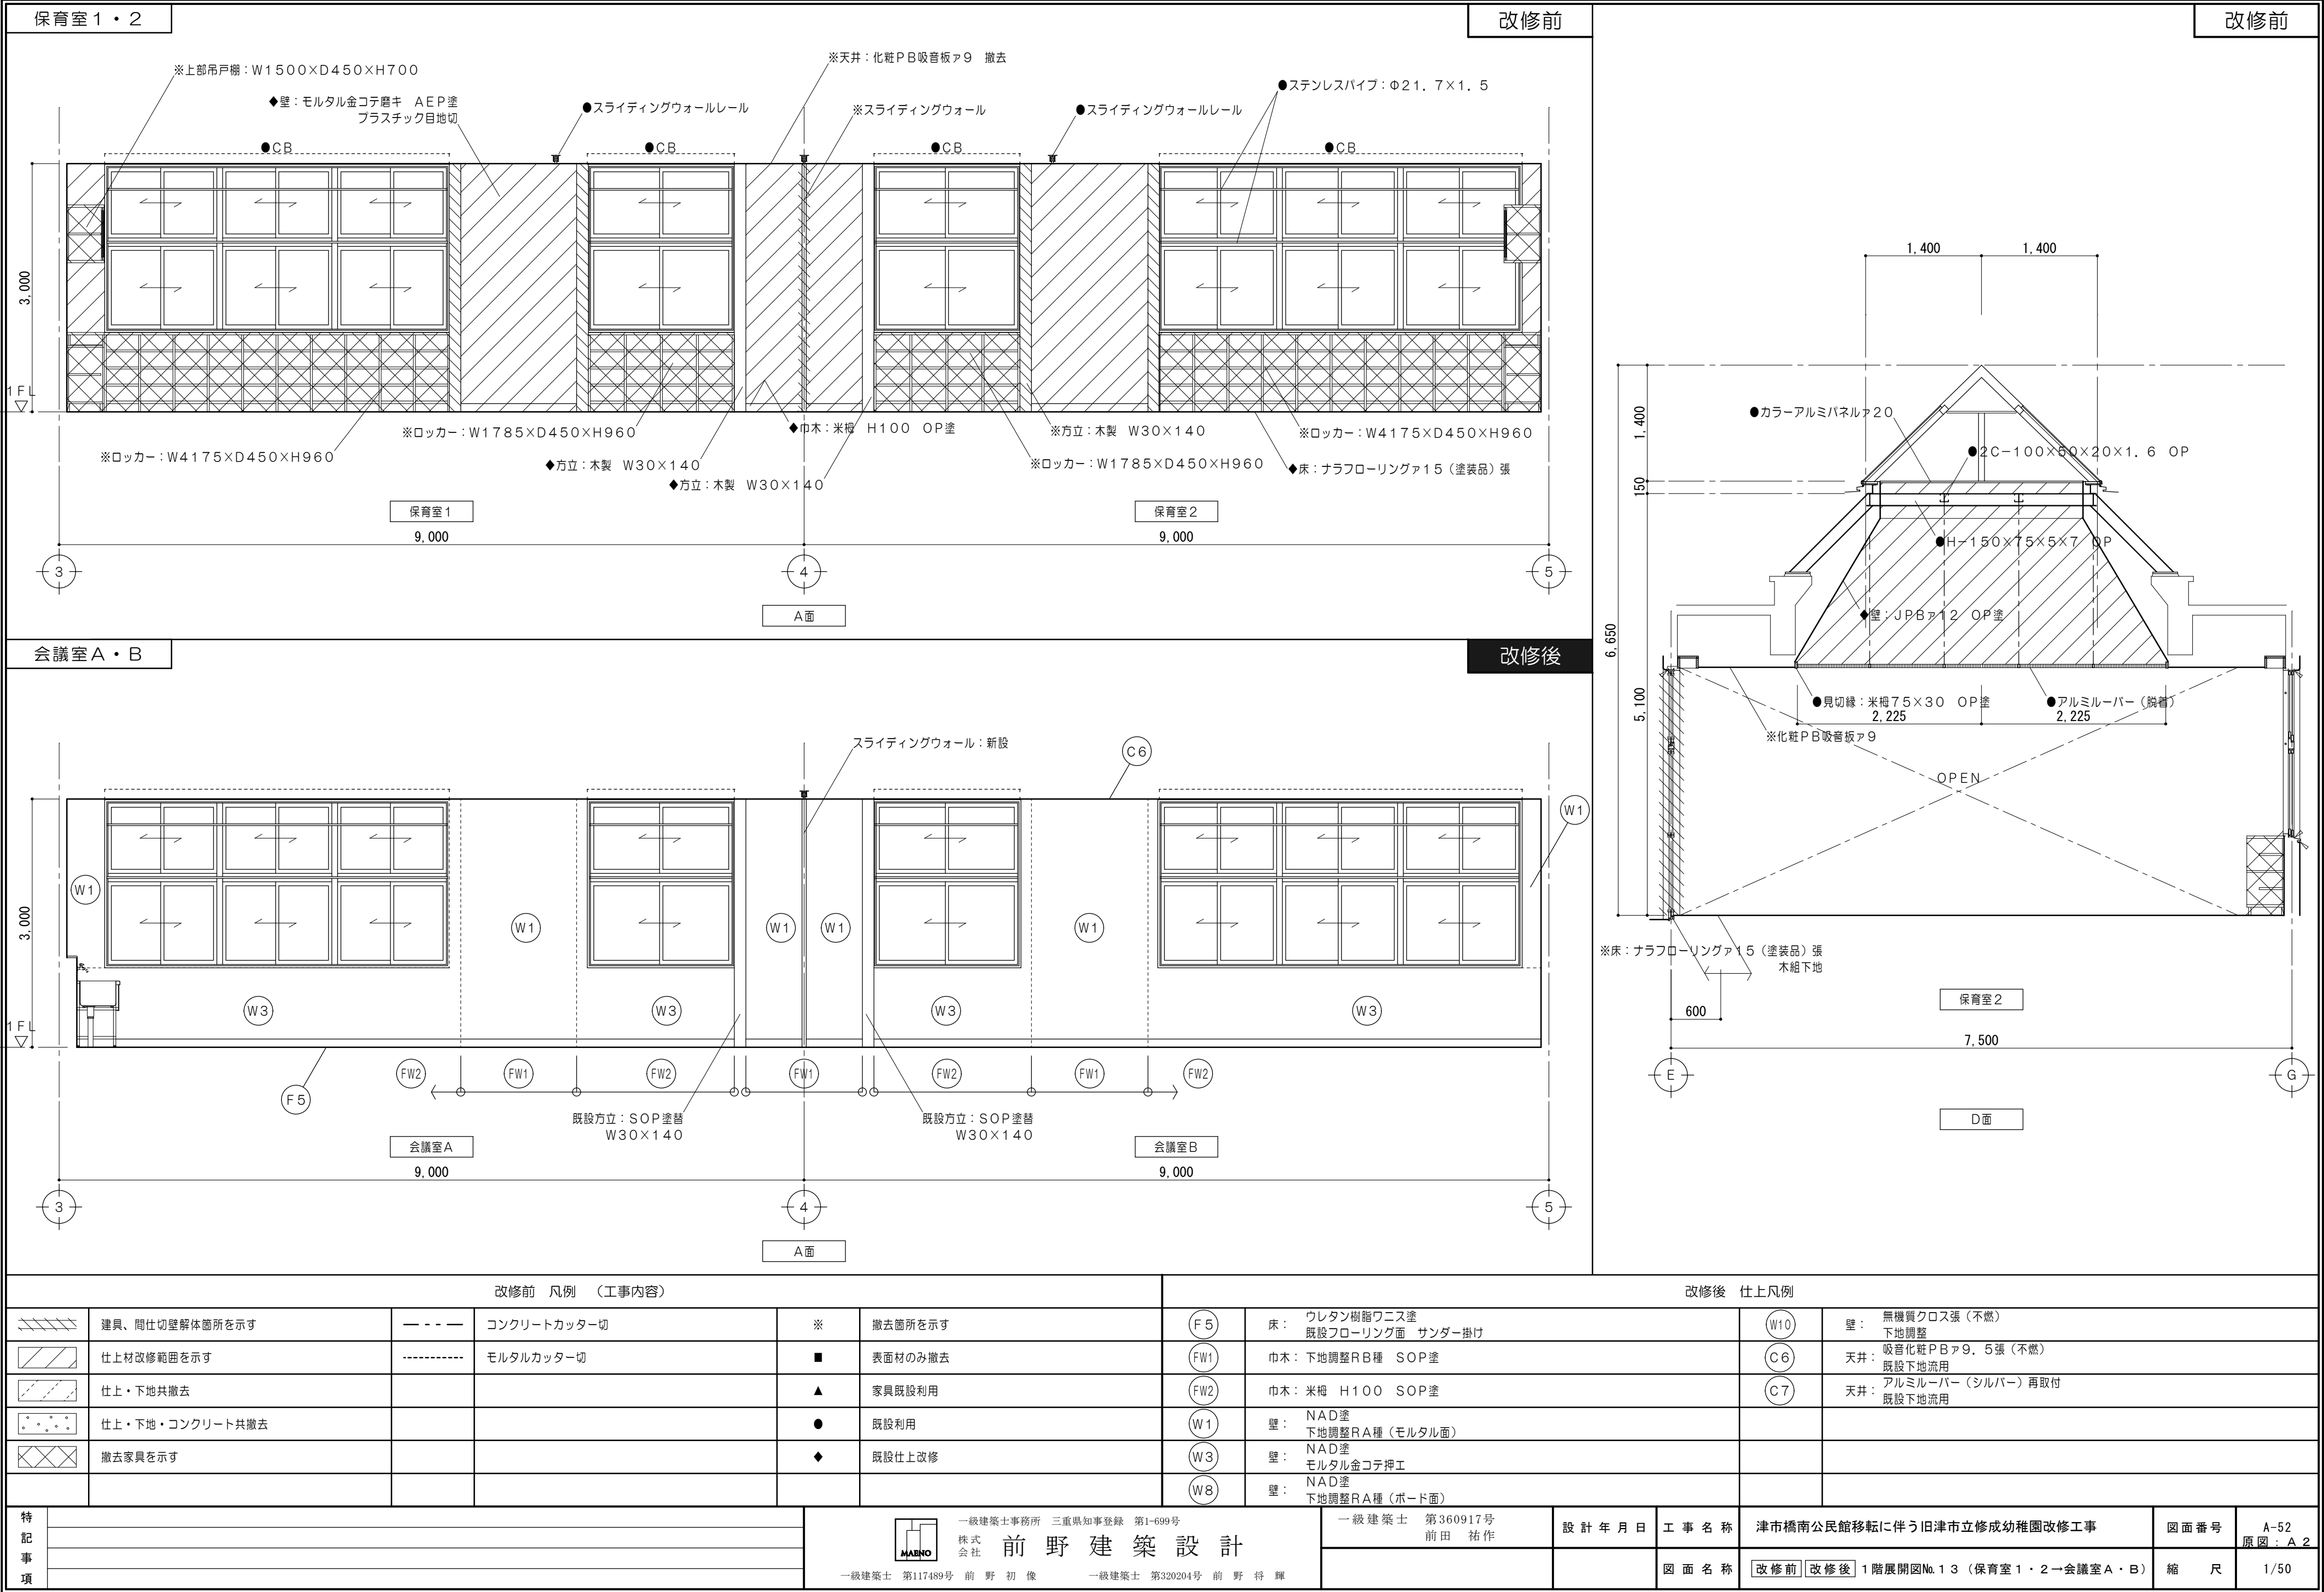 保育室１・２
改修前
※上部吊戸棚：Ｗ１５００×Ｄ４５０×Ｈ７００
◆壁：モルタル金コテ磨キ　ＡＥＰ塗
プラスチック目地切
●スライディングウォールレール
※天井：化粧ＰＢ吸音板ァ９　撤去
※スライディングウォール
●スライディングウォールレール
●ステンレスパイプ：Φ２１．７×１．５
●ＣＢ
●ＣＢ
●ＣＢ
●ＣＢ
3,000
１ＦＬ
※ロッカー：Ｗ４１７５×Ｄ４５０×Ｈ９６０
※ロッカー：Ｗ１７８５×Ｄ４５０×Ｈ９６０
◆方立：木製　Ｗ３０×１４０
◆方立：木製　Ｗ３０×１４０
◆巾木：米栂　Ｈ１００　ＯＰ塗
※方立：木製　Ｗ３０×１４０
※ロッカー：Ｗ１７８５×Ｄ４５０×Ｈ９６０
※ロッカー：Ｗ４１７５×Ｄ４５０×Ｈ９６０
◆床：ナラフローリングァ１５（塗装品）張
保育室１
保育室２
9,000
9,000
3
4
5
Ａ面
会議室Ａ・Ｂ
改修後
スライディングウォール：新設
Ｃ６
Ｗ１
Ｗ１
Ｗ１
Ｗ１
Ｗ１
Ｗ１
Ｗ３
Ｗ３
Ｗ３
Ｗ３
3,000
１ＦＬ
Ｆ５
FW2
FW1
FW2
FW1
FW2
FW1
FW2
既設方立：ＳＯＰ塗替
Ｗ３０×１４０
既設方立：ＳＯＰ塗替
Ｗ３０×１４０
会議室Ａ
会議室Ｂ
9,000
9,000
3
4
5
Ａ面
改修前
1,400
1,400
1,400
150
5,100
6,650
●カラーアルミパネルァ２０
●２Ｃ－１００×５０×２０×１．６　ＯＰ
●Ｈ－１５０×７５×５×７　ＯＰ
◆壁：ＪＰＢァ１２　ＯＰ塗
●見切縁：米栂７５×３０　ＯＰ塗
●アルミルーバー（脱着）
2,225
2,225
※化粧ＰＢ吸音板ァ９
ＯＰＥＮ
※床：ナラフローリングァ１５（塗装品）張
木組下地
600
保育室２
7,500
E
G
Ｄ面
改修前　凡例　（工事内容）
建具、間仕切壁解体箇所を示す
コンクリートカッター切
※
撤去箇所を示す
仕上材改修範囲を示す
モルタルカッター切
■
表面材のみ撤去
仕上・下地共撤去
▲
家具既設利用
仕上・下地・コンクリート共撤去
●
既設利用
撤去家具を示す
◆
既設仕上改修
改修後　仕上凡例
Ｆ５
床：
ウレタン樹脂ワニス塗
既設フローリング面　サンダー掛け
FW1
巾木：
下地調整ＲＢ種　ＳＯＰ塗
FW2
巾木：
米栂　Ｈ１００　ＳＯＰ塗
Ｗ１
壁：
ＮＡＤ塗
下地調整ＲＡ種（モルタル面）
Ｗ３
壁：
ＮＡＤ塗
モルタル金コテ押エ
Ｗ８
壁：
ＮＡＤ塗
下地調整ＲＡ種（ボード面）
W10
壁：
無機質クロス張（不燃）
下地調整
Ｃ６
天井：
吸音化粧ＰＢァ９．５張（不燃）
既設下地流用
Ｃ７
天井：
アルミルーバー（シルバー）再取付
既設下地流用
特記事項
MAENO
一級建築士事務所　三重県知事登録　第1-699号
株式会社　前野建築設計
一級建築士　第117489号　前　野　初　像
一級建築士　第320204号　前　野　将　輝
一級建築士　第360917号
前田　祐作
設計年月日
工事名称
津市橋南公民館移転に伴う旧津市立修成幼稚園改修工事
図面番号
A-52
原図：Ａ２
図面名称
改修前 改修後 １階展開図№１３（保育室１・２→会議室Ａ・Ｂ）
縮　尺
1/50